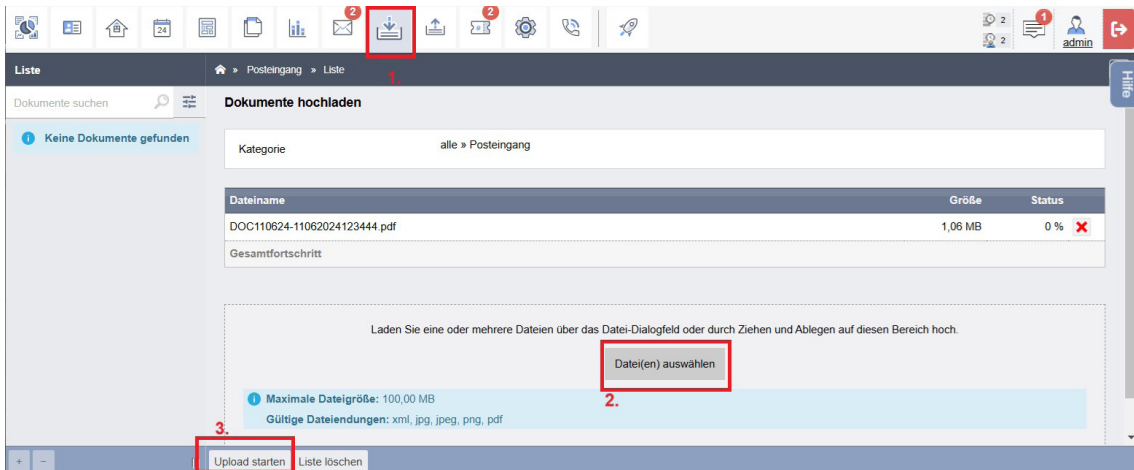 24
2
2
2
2
1
admin
1.
Liste
» Posteingang » Liste
Hilfe
Dokumente suchen
Keine Dokumente gefunden
Dokumente hochladen
Kategorie alle » Posteingang
Dateiname Größe Status
DOC110624-11062024123444.pdf 1,06 MB 0 %
Gesamtfortschritt
Laden Sie eine oder mehrere Dateien über das Datei-Dialogfeld oder durch Ziehen und Ablegen auf diesen Bereich hoch.
Datei(en) auswählen
2.
Maximale Dateigröße: 100,00 MB
Gültige Dateiendungen: xml, jpg, jpeg, png, pdf
3.
+ − Upload starten Liste löschen